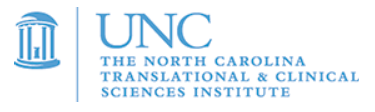 UNC
THE NORTH CAROLINA
TRANSLATIONAL & CLINICAL
SCIENCES INSTITUTE